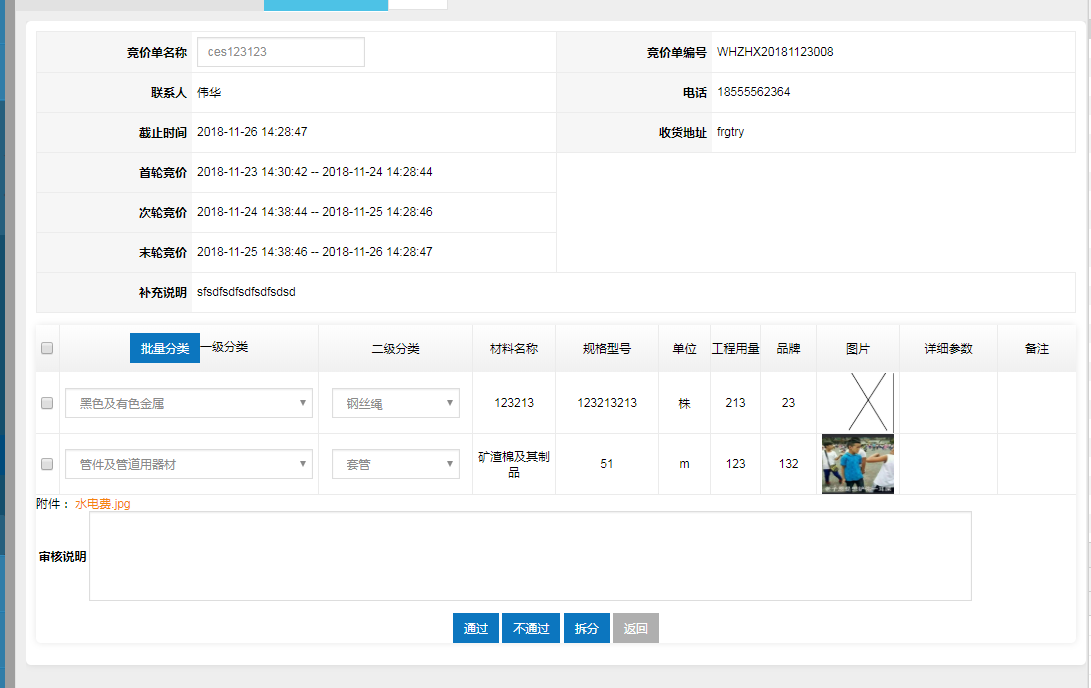 竞价单名称 ces123123 竞价单编号 WHZHX20181123008
联系人 伟华 电话 18555562364
截止时间 2018-11-26 14:28:47 收货地址 frgtry
首轮竞价 2018-11-23 14:30:42 -- 2018-11-24 14:28:44
次轮竞价 2018-11-24 14:38:44 -- 2018-11-25 14:28:46
末轮竞价 2018-11-25 14:38:46 -- 2018-11-26 14:28:47
补充说明 sfsdfsdfsdfsdfsdsd
批量分类 一级分类 二级分类 材料名称 规格型号 单位 工程用量 品牌 图片 详细参数 备注
黑色及有色金属 钢丝绳 123213 123213213 株 213 23
管件及管道用器材 套管 矿渣棉及其制品 51 m 123 132
附件： 水电费.jpg
审核说明
通过 不通过 拆分 返回